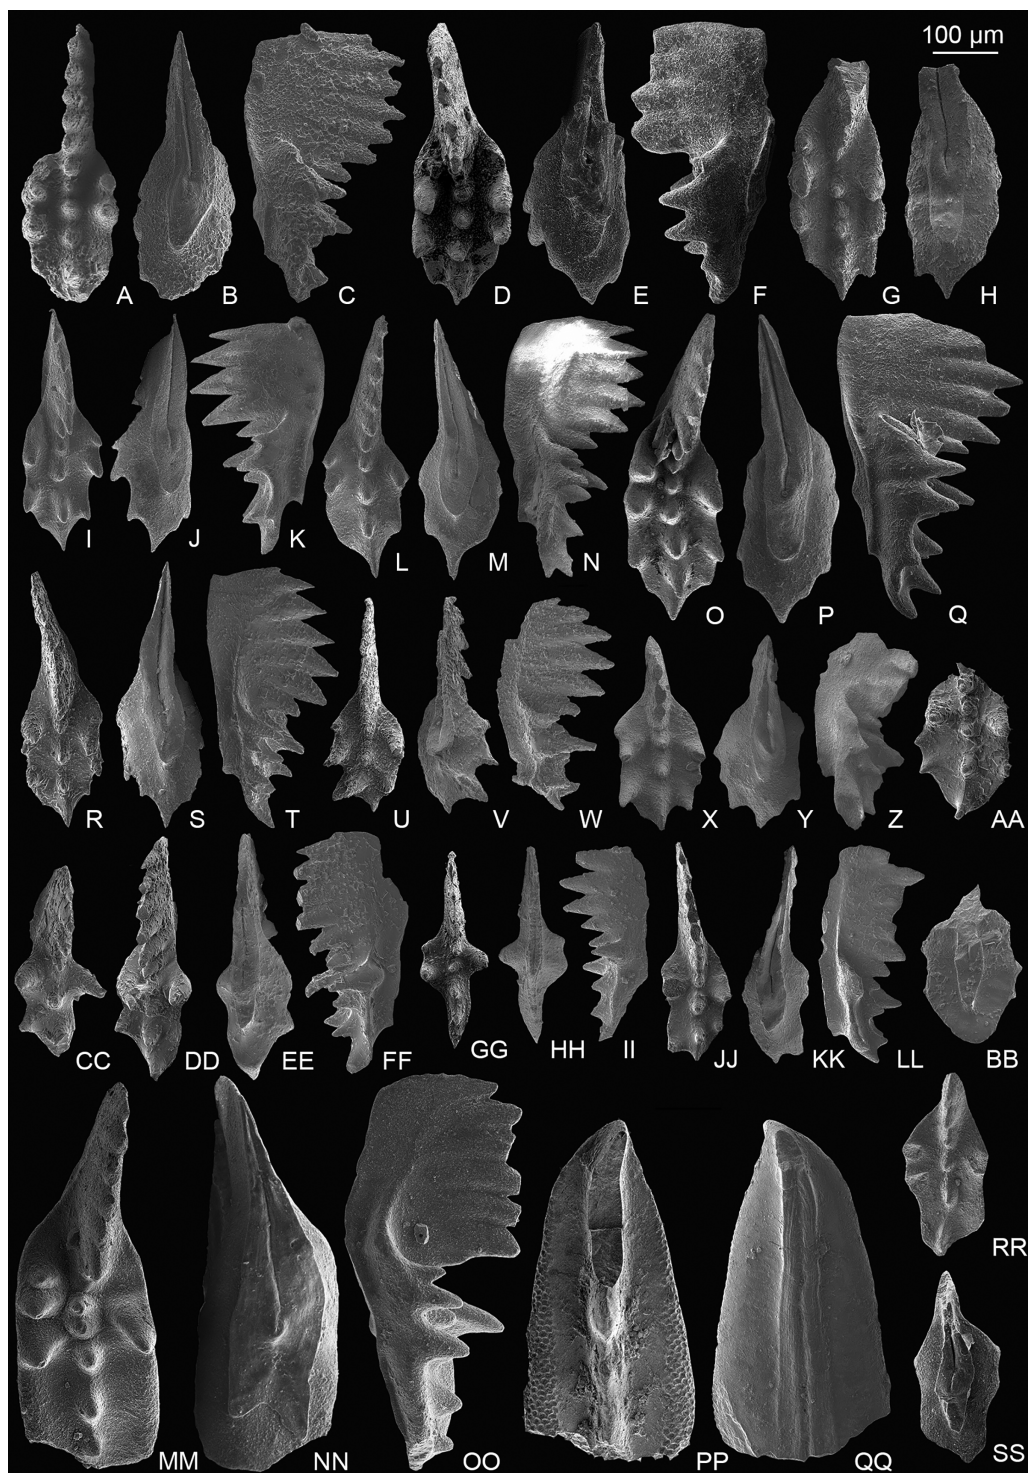 100 µm
A B C D E F G H
I J K L M N O P Q
R S T U V W X Y Z AA
CC DD EE FF GG HH II JJ KK LL BB
RR
MM NN OO PP QQ SS